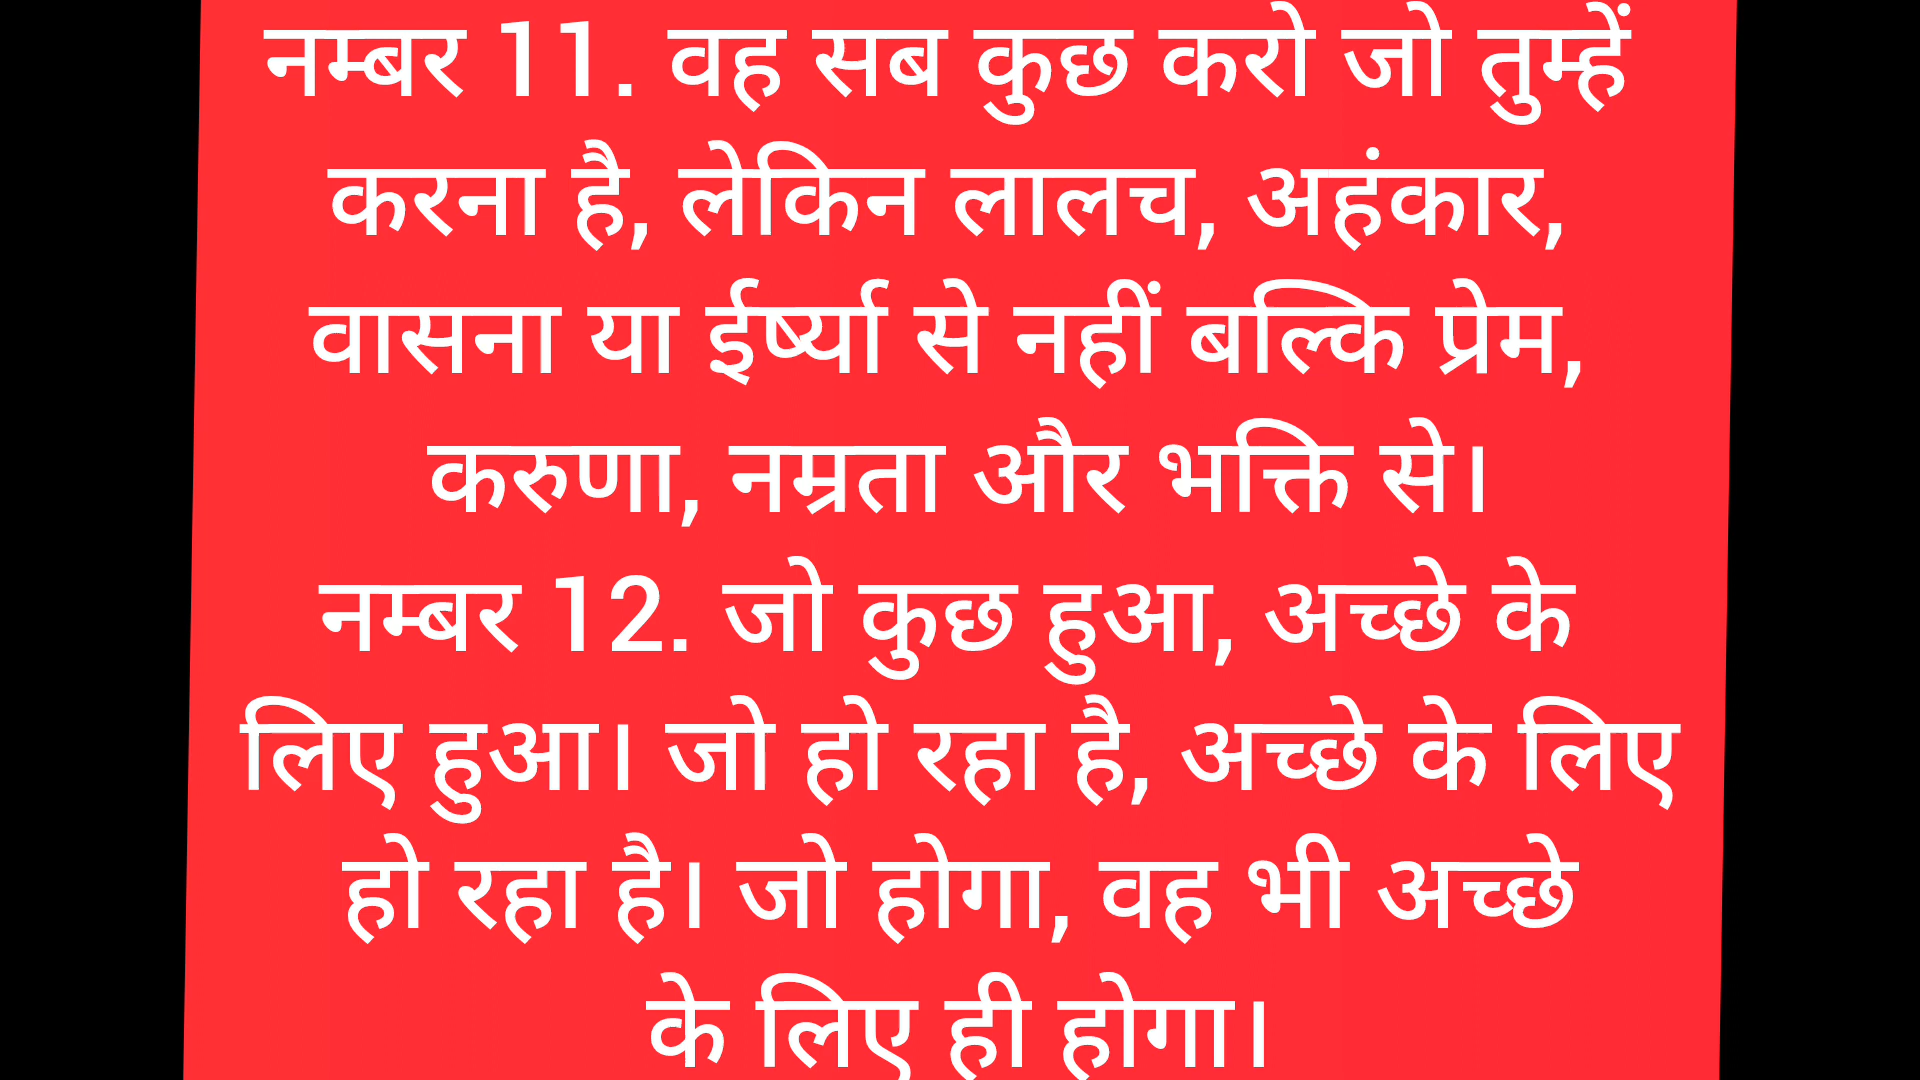 नम्बर 11. वह सब कुछ करो जो तुम्हें
करना है, लेकिन लालच, अहंकार,
वासना या ईर्ष्या से नहीं बल्कि प्रेम,
करुणा, नम्रता और भक्ति से।
नम्बर 12. जो कुछ हुआ, अच्छे के
लिए हुआ। जो हो रहा है, अच्छे के लिए
हो रहा है। जो होगा, वह भी अच्छे
के लिए ही होगा।